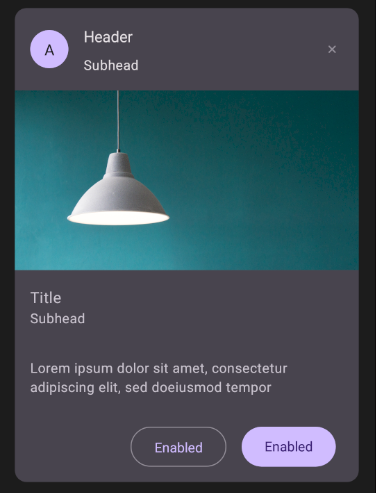 A
Header
Subhead
Title
Subhead
Lorem ipsum dolor sit amet, consectetur
adipiscing elit, sed doeiusmod tempor
Enabled
Enabled